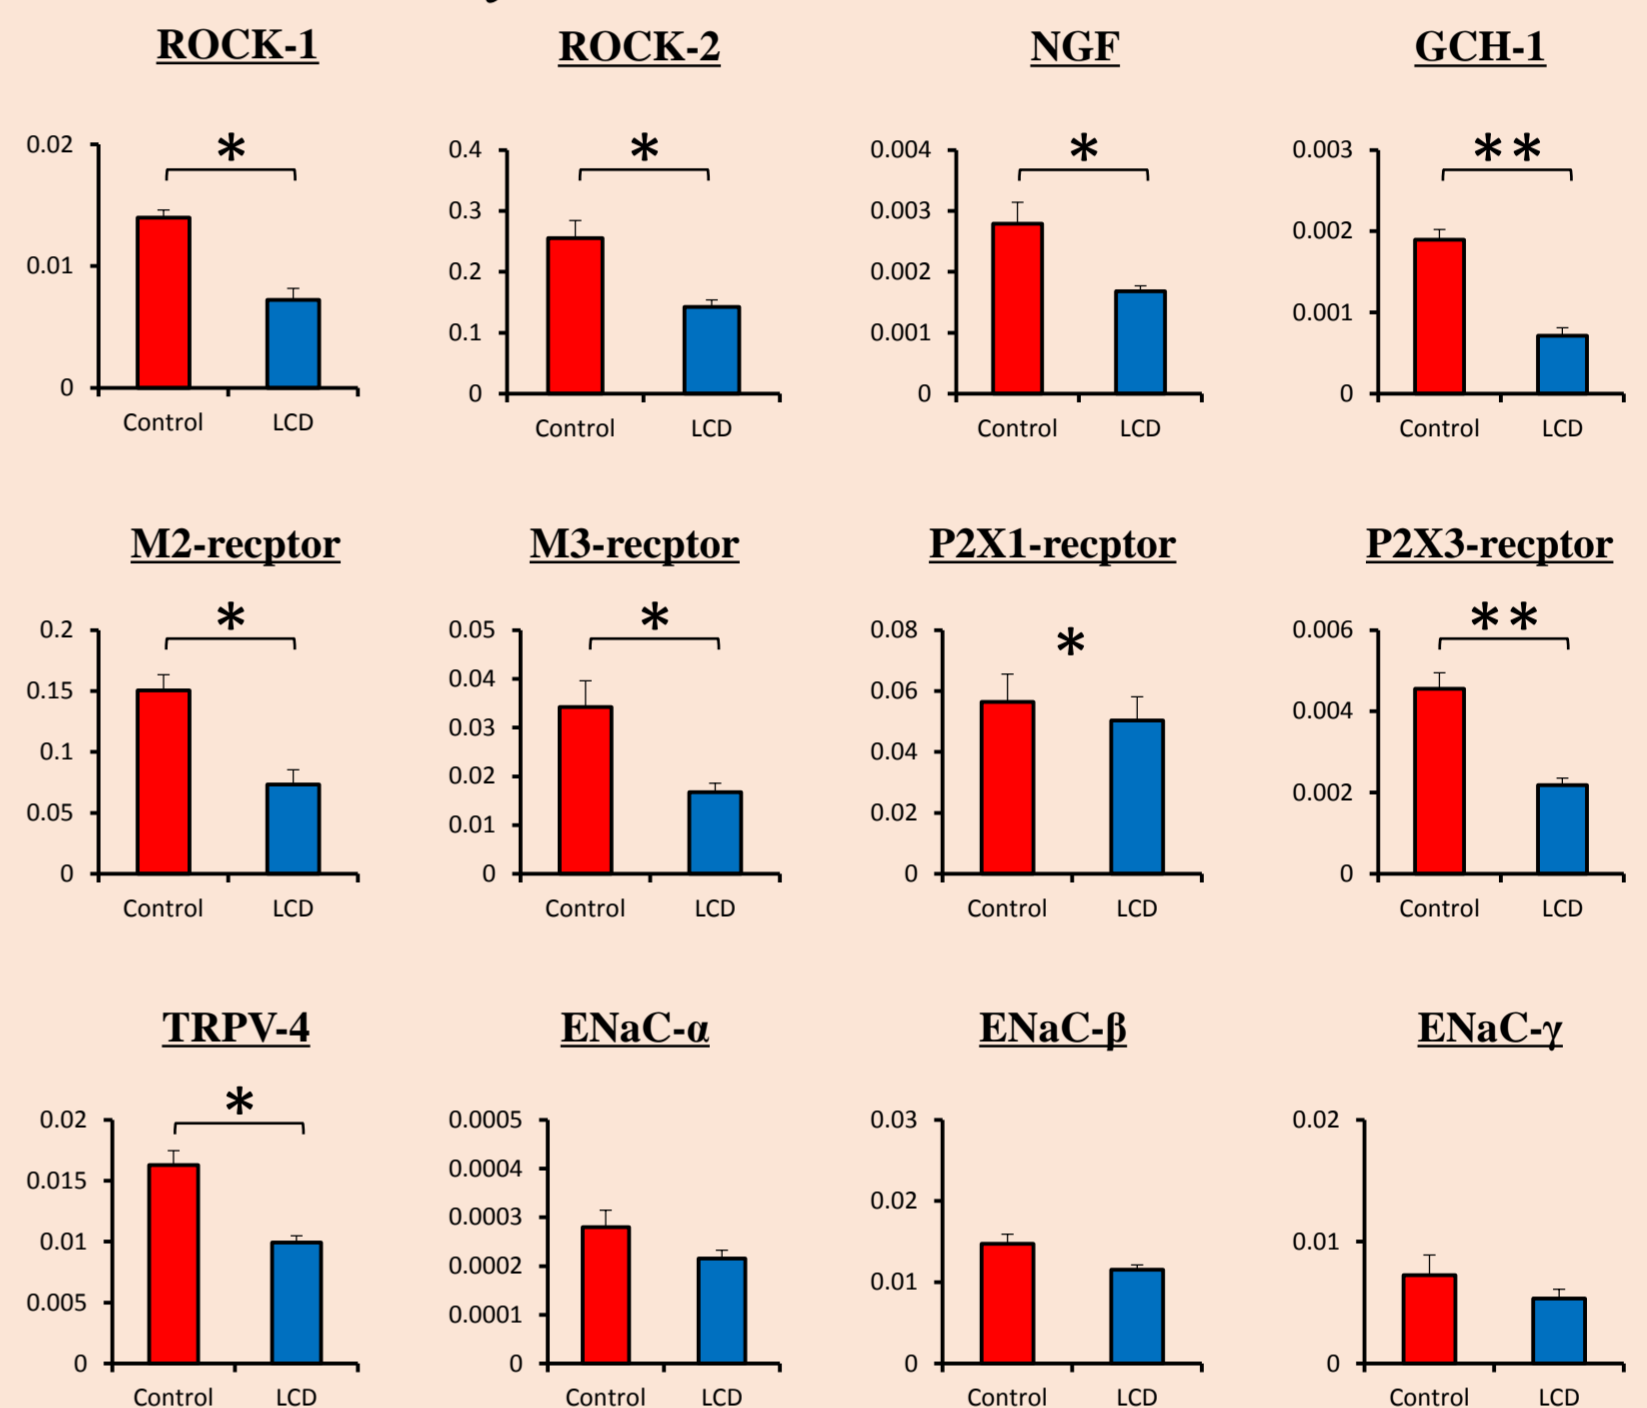 ROCK-1 ROCK-2 NGF GCH-1
* * * **
0.02 0.4 0.004 0.003
0.3 0.003
0.002
0.01 0.2 0.002
0.001
0.1 0.001
0 0 0 0
Control LCD Control LCD Control LCD Control LCD
M2-recptor M3-recptor P2X1-recptor P2X3-recptor
* * * **
0.2 0.05 0.08 0.006
0.15 0.04 0.06 0.004
0.03
0.1 0.04
0.02 0.002
0.05 0.01 0.02
0 0 0 0
Control LCD Control LCD Control LCD Control LCD
TRPV-4 ENaC-α ENaC-β ENaC-γ
*
0.02 0.0005 0.03 0.02
0.015 0.0004 0.02
0.0003
0.01 0.01
0.0002 0.01
0.005 0.0001
0 0 0 0
Control LCD Control LCD Control LCD Control LCD